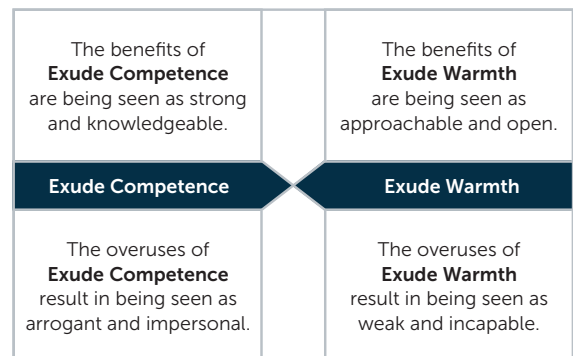 The benefits of
Exude Competence
are being seen as strong
and knowledgeable.
The benefits of
Exude Warmth
are being seen as
approachable and open.
Exude Competence
Exude Warmth
The overuses of
Exude Competence
result in being seen as
arrogant and impersonal.
The overuses of
Exude Warmth
result in being seen as
weak and incapable.